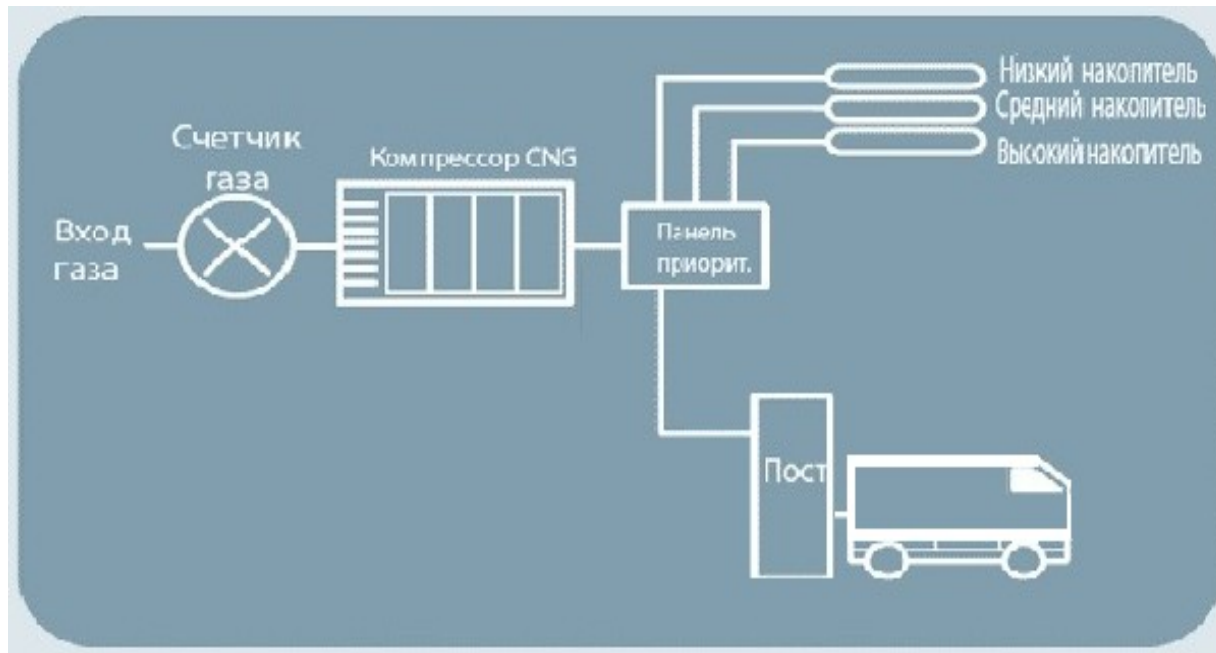 Низкий накопитель
Средний накопитель
Высокий накопитель
Счетчик
газа
Компрессор CNG
Вход
газа
Панель
приорит.
Пост